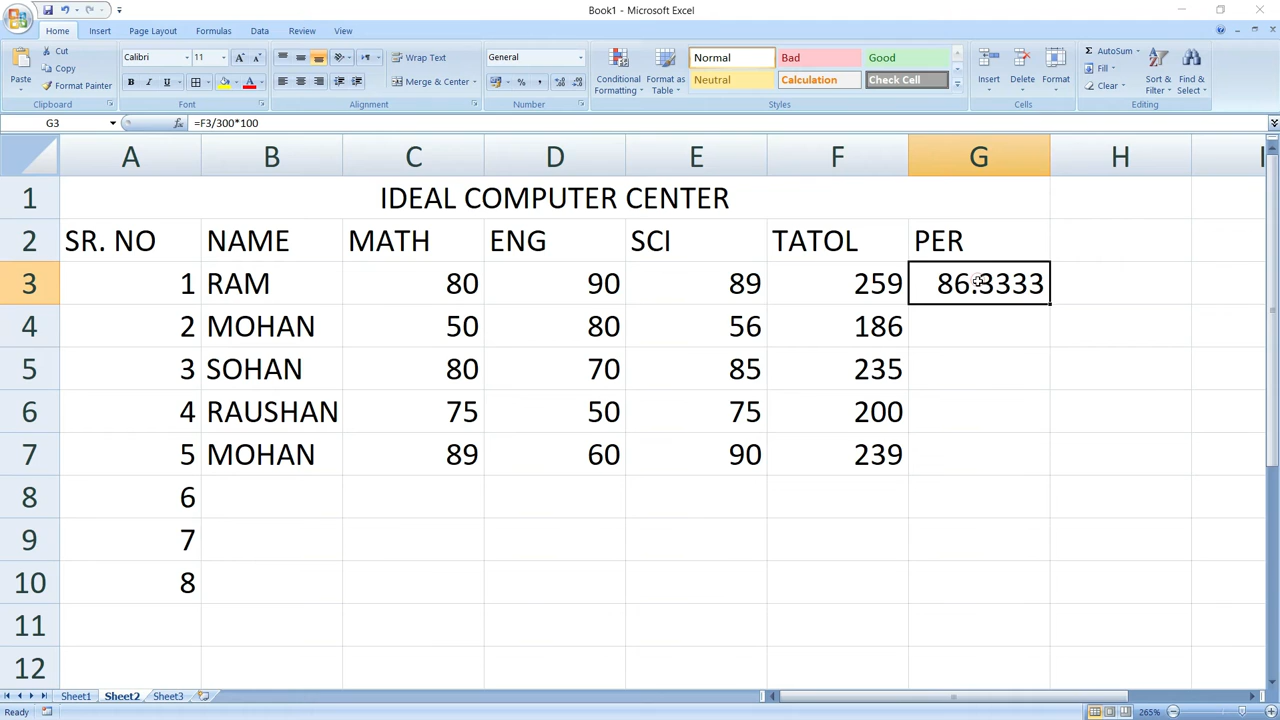 Book1 - Microsoft Excel
Home Insert Page Layout Formulas Data Review View
Paste Cut Copy Format Painter Clipboard
Calibri 11 B I U A A Font
Wrap Text Merge & Center Alignment
General % , Number
Conditional Formatting Format as Table Normal Bad Good Neutral Calculation Check Cell Styles
Insert Delete Format Cells
Σ AutoSum Fill Clear Sort & Filter Find & Select Editing
G3 fx =F3/300*100
A B C D E F G H I
1 IDEAL COMPUTER CENTER
2 SR. NO NAME MATH ENG SCI TATOL PER
3 1 RAM 80 90 89 259 86.3333
4 2 MOHAN 50 80 56 186
5 3 SOHAN 80 70 85 235
6 4 RAUSHAN 75 50 75 200
7 5 MOHAN 89 60 90 239
8 6
9 7
10 8
11
12
Sheet1 Sheet2 Sheet3
Ready 265%